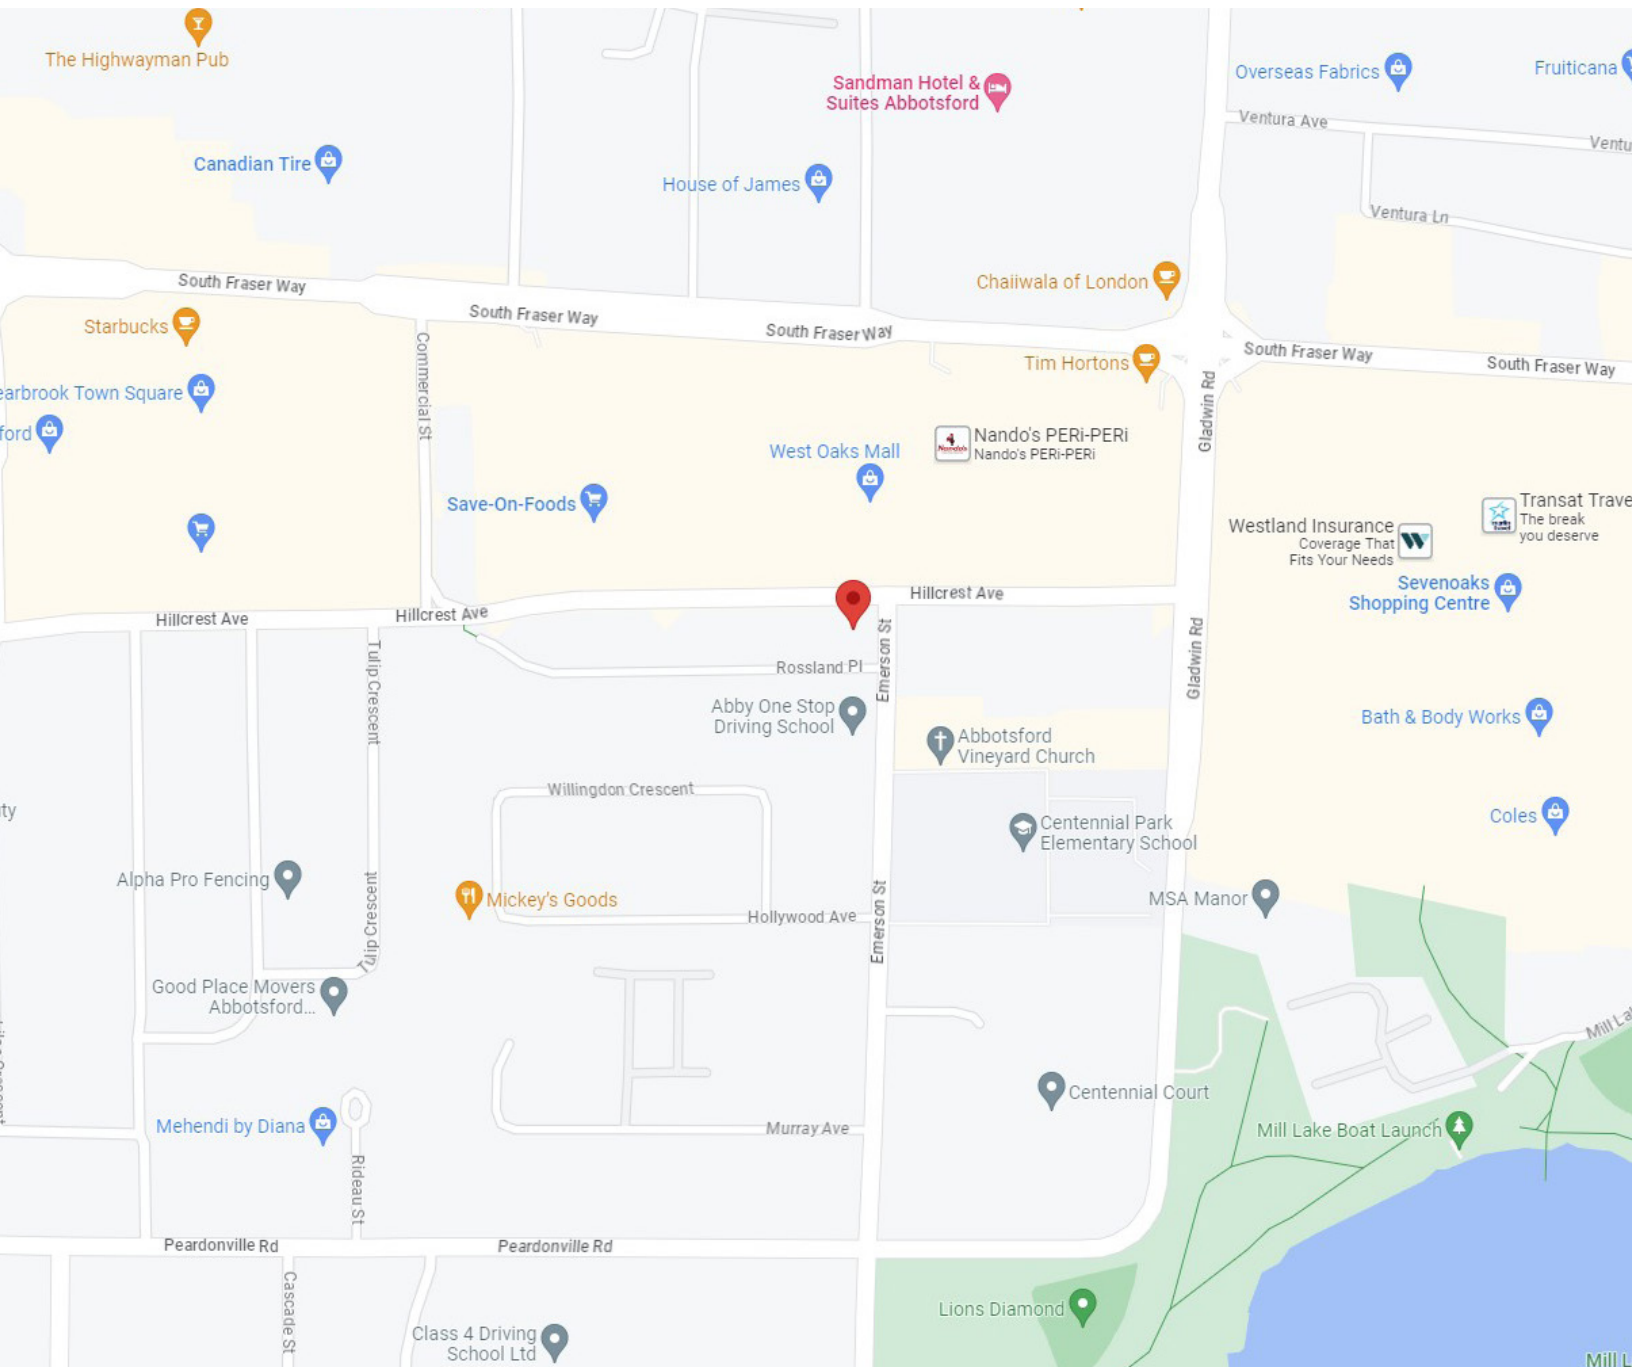 The Highwayman Pub
Sandman Hotel &
Suites Abbotsford
Overseas Fabrics
Fruiticana
Ventura Ave
Ventu
Canadian Tire
House of James
Ventura Ln
South Fraser Way
Chaiiwala of London
South Fraser Way
South Fraser Way
Starbucks
Tim Hortons
South Fraser Way
South Fraser Way
Commercial St
earbrook Town Square
Gladwin Rd
ford
Nando's PERi-PERi
Nando's PERi-PERi
West Oaks Mall
Save-On-Foods
Transat Trave
The break
you deserve
Westland Insurance
Coverage That
Fits Your Needs
Sevenoaks
Shopping Centre
Hillcrest Ave
Hillcrest Ave
Hillcrest Ave
Tulip Crescent
Emerson St
Gladwin Rd
Rossland Pl
Abby One Stop
Driving School
Abbotsford
Vineyard Church
Bath & Body Works
Willingdon Crescent
ty
Centennial Park
Elementary School
Coles
Alpha Pro Fencing
Mickey's Goods
MSA Manor
Tulip Crescent
Hollywood Ave
Emerson St
Good Place Movers
Abbotsford...
Mill La
Centennial Court
Mehendi by Diana
Murray Ave
Mill Lake Boat Launch
Rideau St
Peardonville Rd
Peardonville Rd
Cascade St
Lions Diamond
Class 4 Driving
School Ltd
Mill L